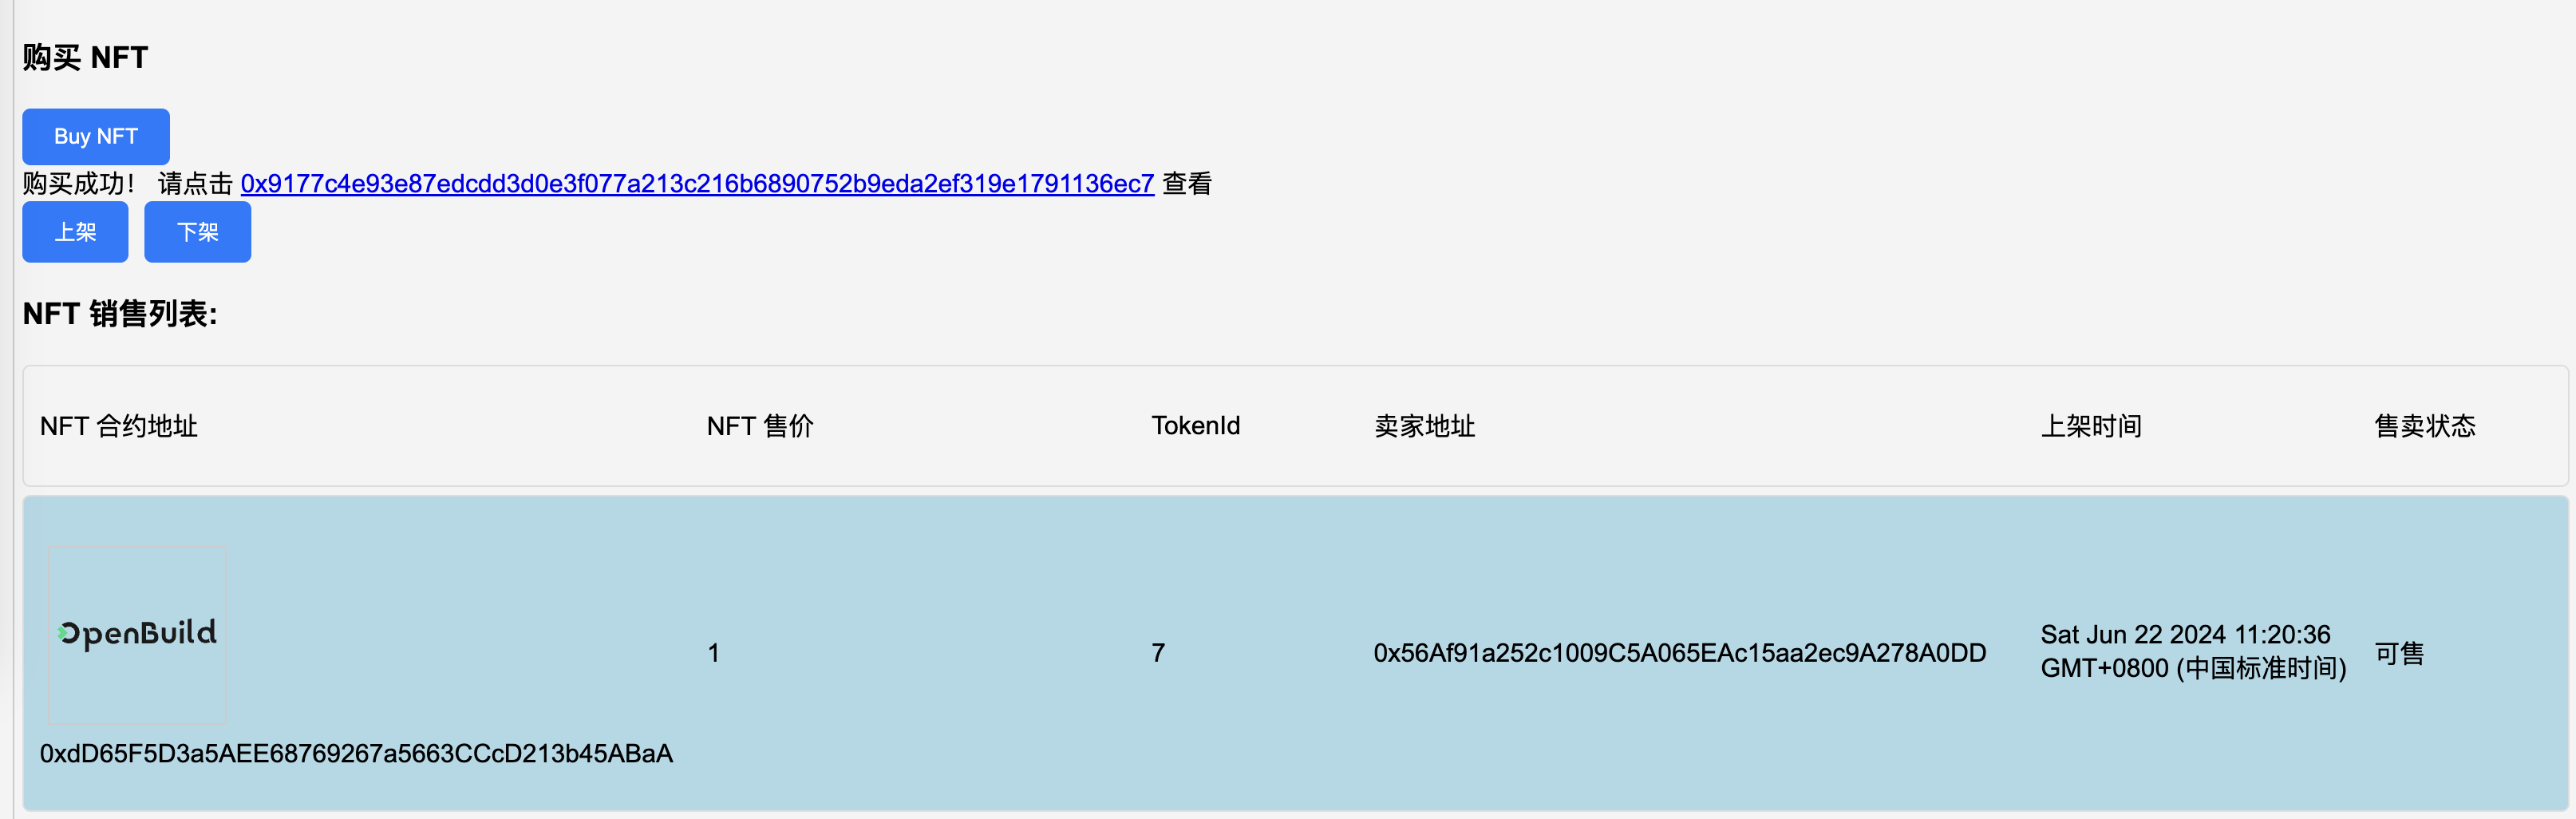 购买 NFT
Buy NFT
购买成功！ 请点击 0x9177c4e93e87edcdd3d0e3f077a213c216b6890752b9eda2ef319e1791136ec7 查看
上架 下架
NFT 销售列表:
NFT 合约地址 NFT 售价 TokenId 卖家地址 上架时间 售卖状态
OpenBuild
1 7 0x56Af91a252c1009C5A065EAc15aa2ec9A278A0DD Sat Jun 22 2024 11:20:36 GMT+0800 (中国标准时间) 可售
0xdD65F5D3a5AEE68769267a5663CCcD213b45ABaA